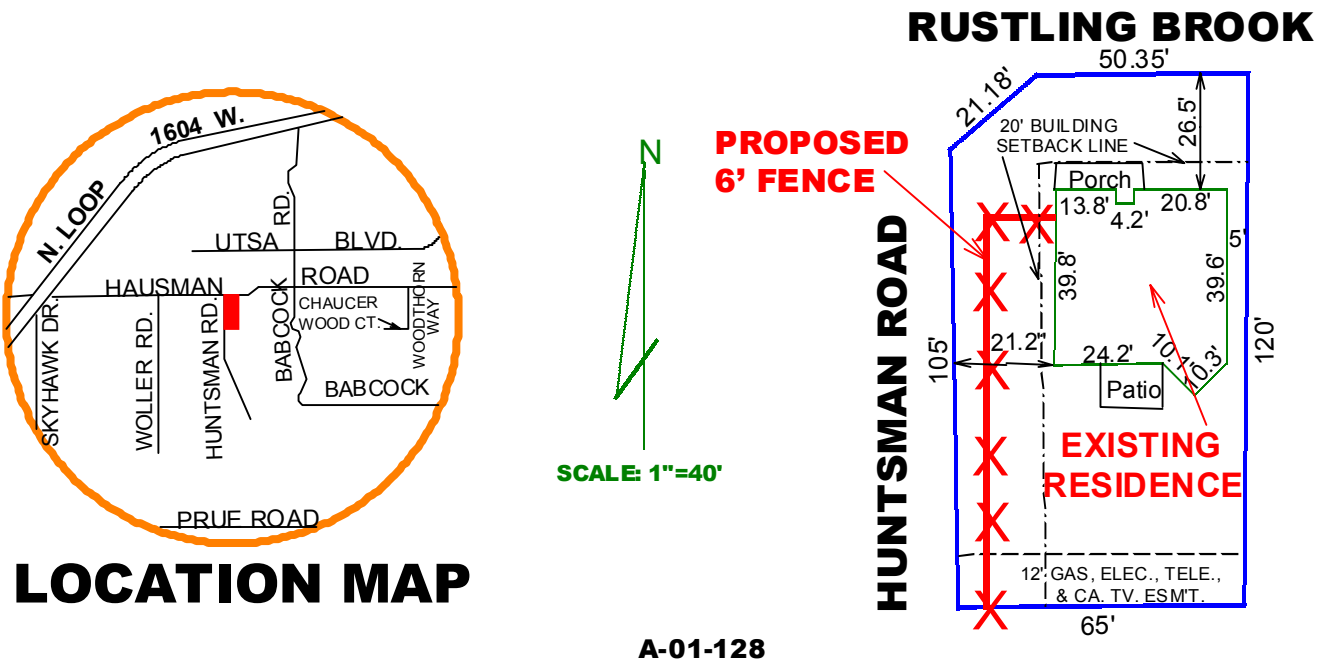 1604 W.
N. LOOP
RD.
UTSA BLVD.
HAUSMAN ROAD
CHAUCER
WOOD CT.
WOODTHORN
WAY
SKYHAWK DR.
WOLLER RD.
HUNTSMAN RD.
BABCOCK
BABCOCK
PRUE ROAD
LOCATION MAP
N
SCALE: 1"=40'
RUSTLING BROOK
50.35'
21.18'
26.5'
20' BUILDING
SETBACK LINE
PROPOSED
6’ FENCE
Porch
13.8'
4.2'
20.8'
5'
39.8'
39.6'
HUNTSMAN ROAD
105'
21.2'
24.2'
10.1'
10.3'
120'
Patio
EXISTING
RESIDENCE
12' GAS, ELEC., TELE.,
& CA. TV. ESM'T.
65'
A-01-128